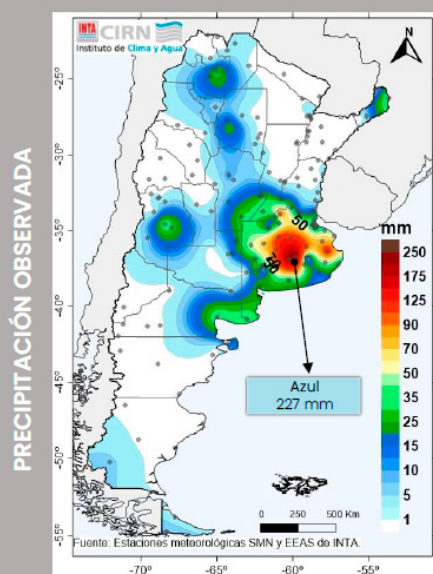 PRECIPITACIÓN OBSERVADA
INTA CIRN
Instituto de Clima y Agua
N
-25°
-30°
-35°
-40°
-45°
-50°
-55°
50
50
mm
250
175
125
90
70
50
35
25
15
10
5
1
Azul
227 mm
0 250 500 Km
Fuente: Estaciones meteorológicas SMN y EEAS de INTA.
-70° -65° -60° -55°